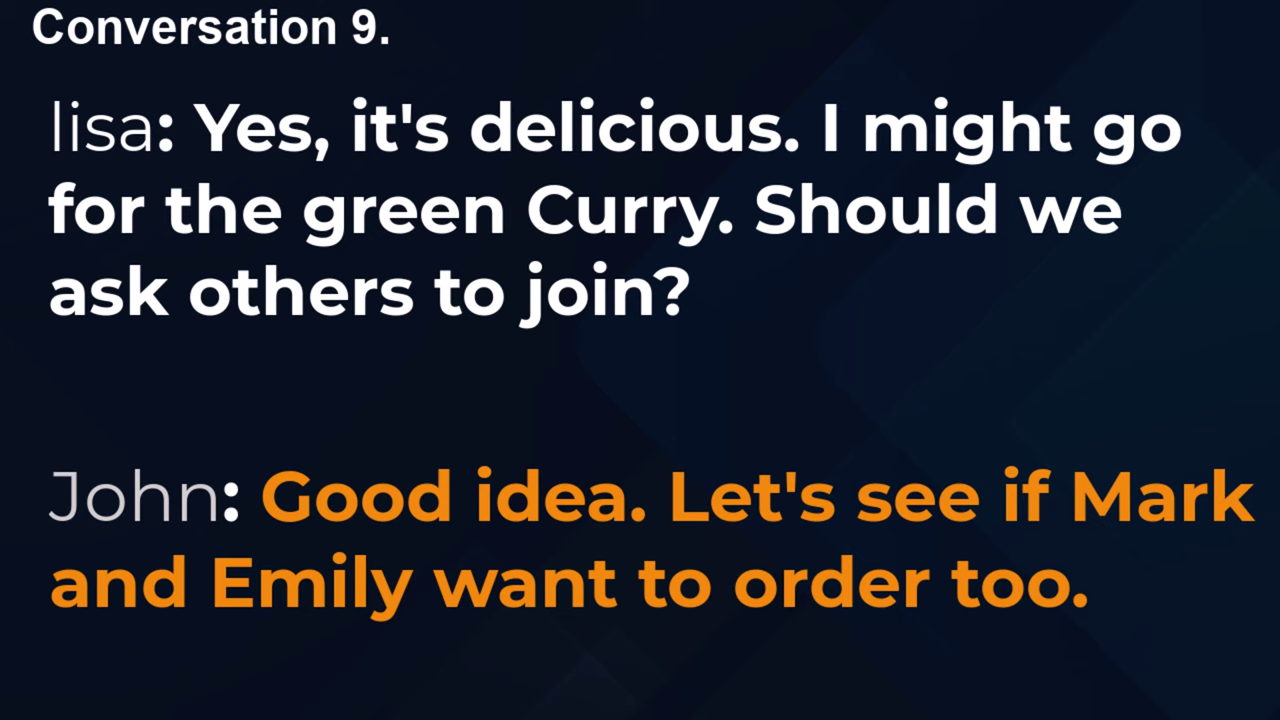 Conversation 9.
lisa: Yes, it's delicious. I might go
for the green Curry. Should we
ask others to join?
John: Good idea. Let's see if Mark
and Emily want to order too.